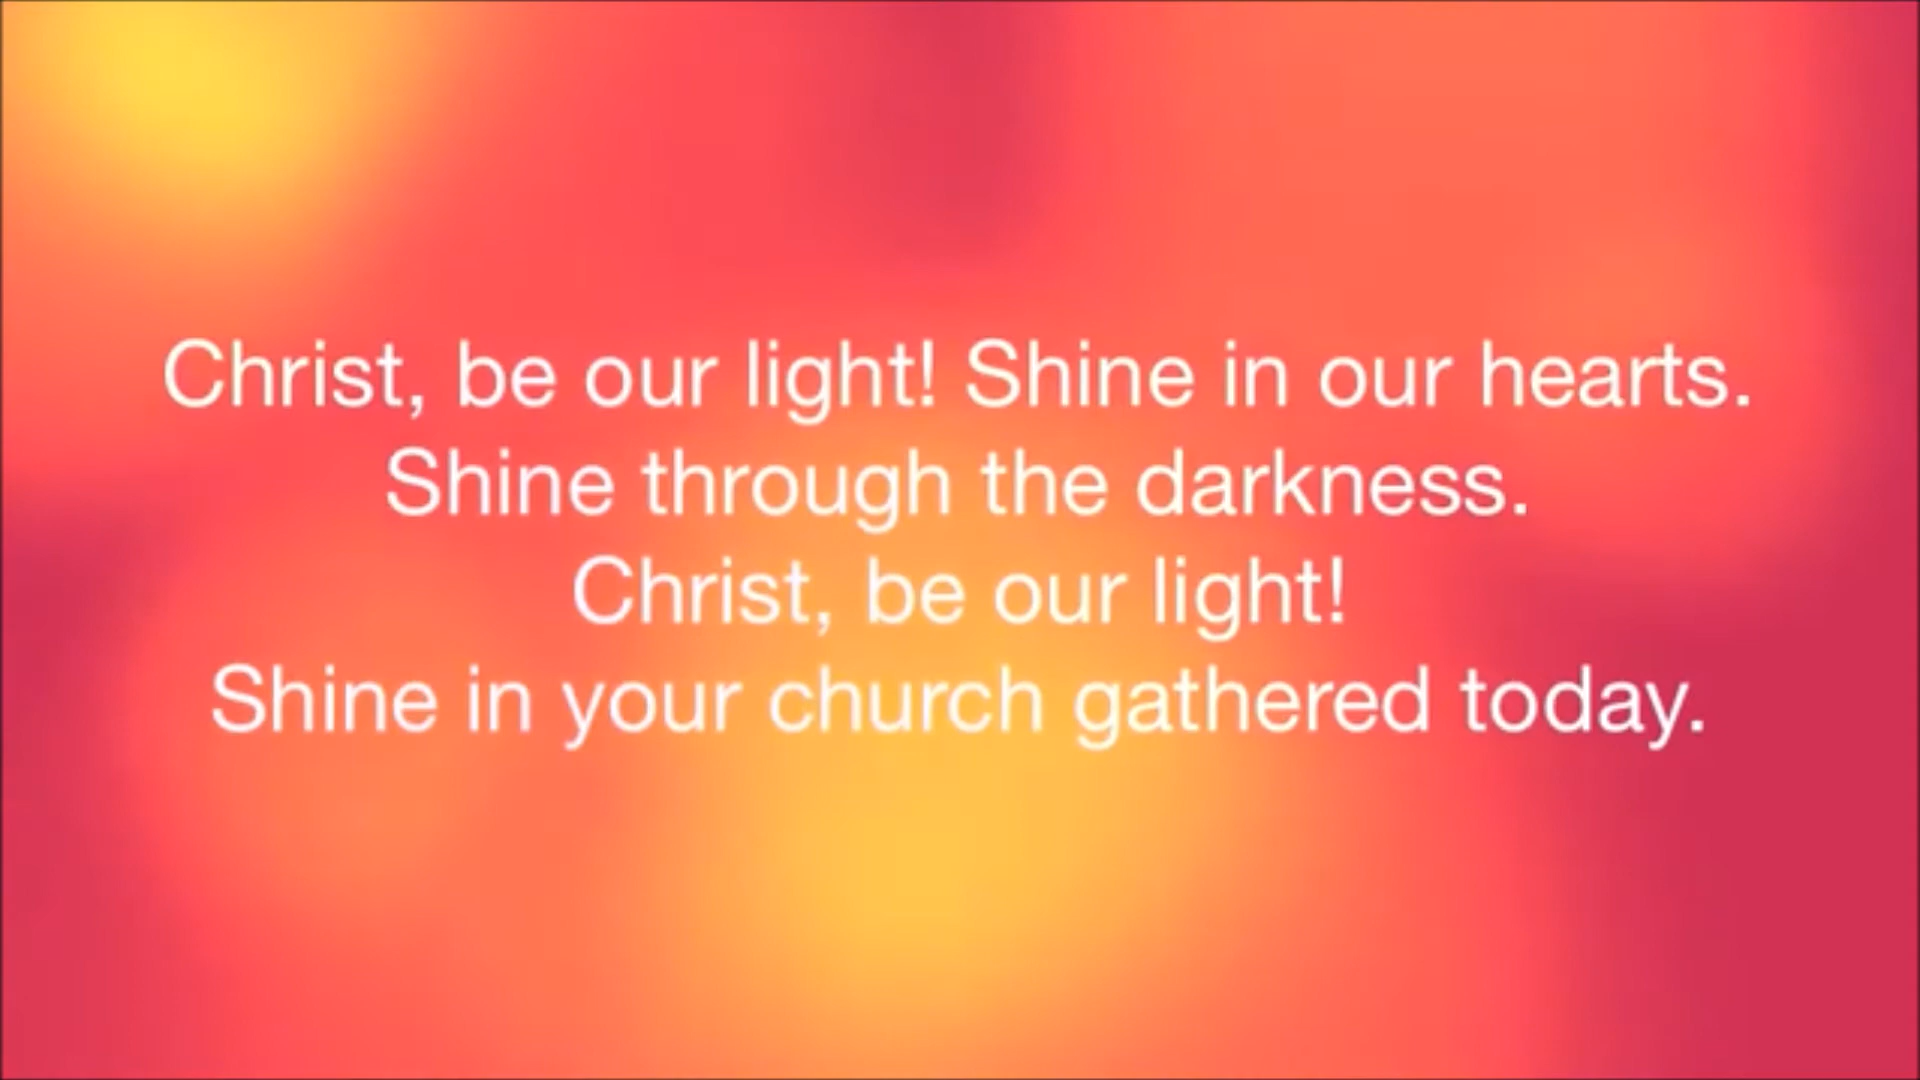 Christ, be our light! Shine in our hearts.
Shine through the darkness.
Christ, be our light!
Shine in your church gathered today.